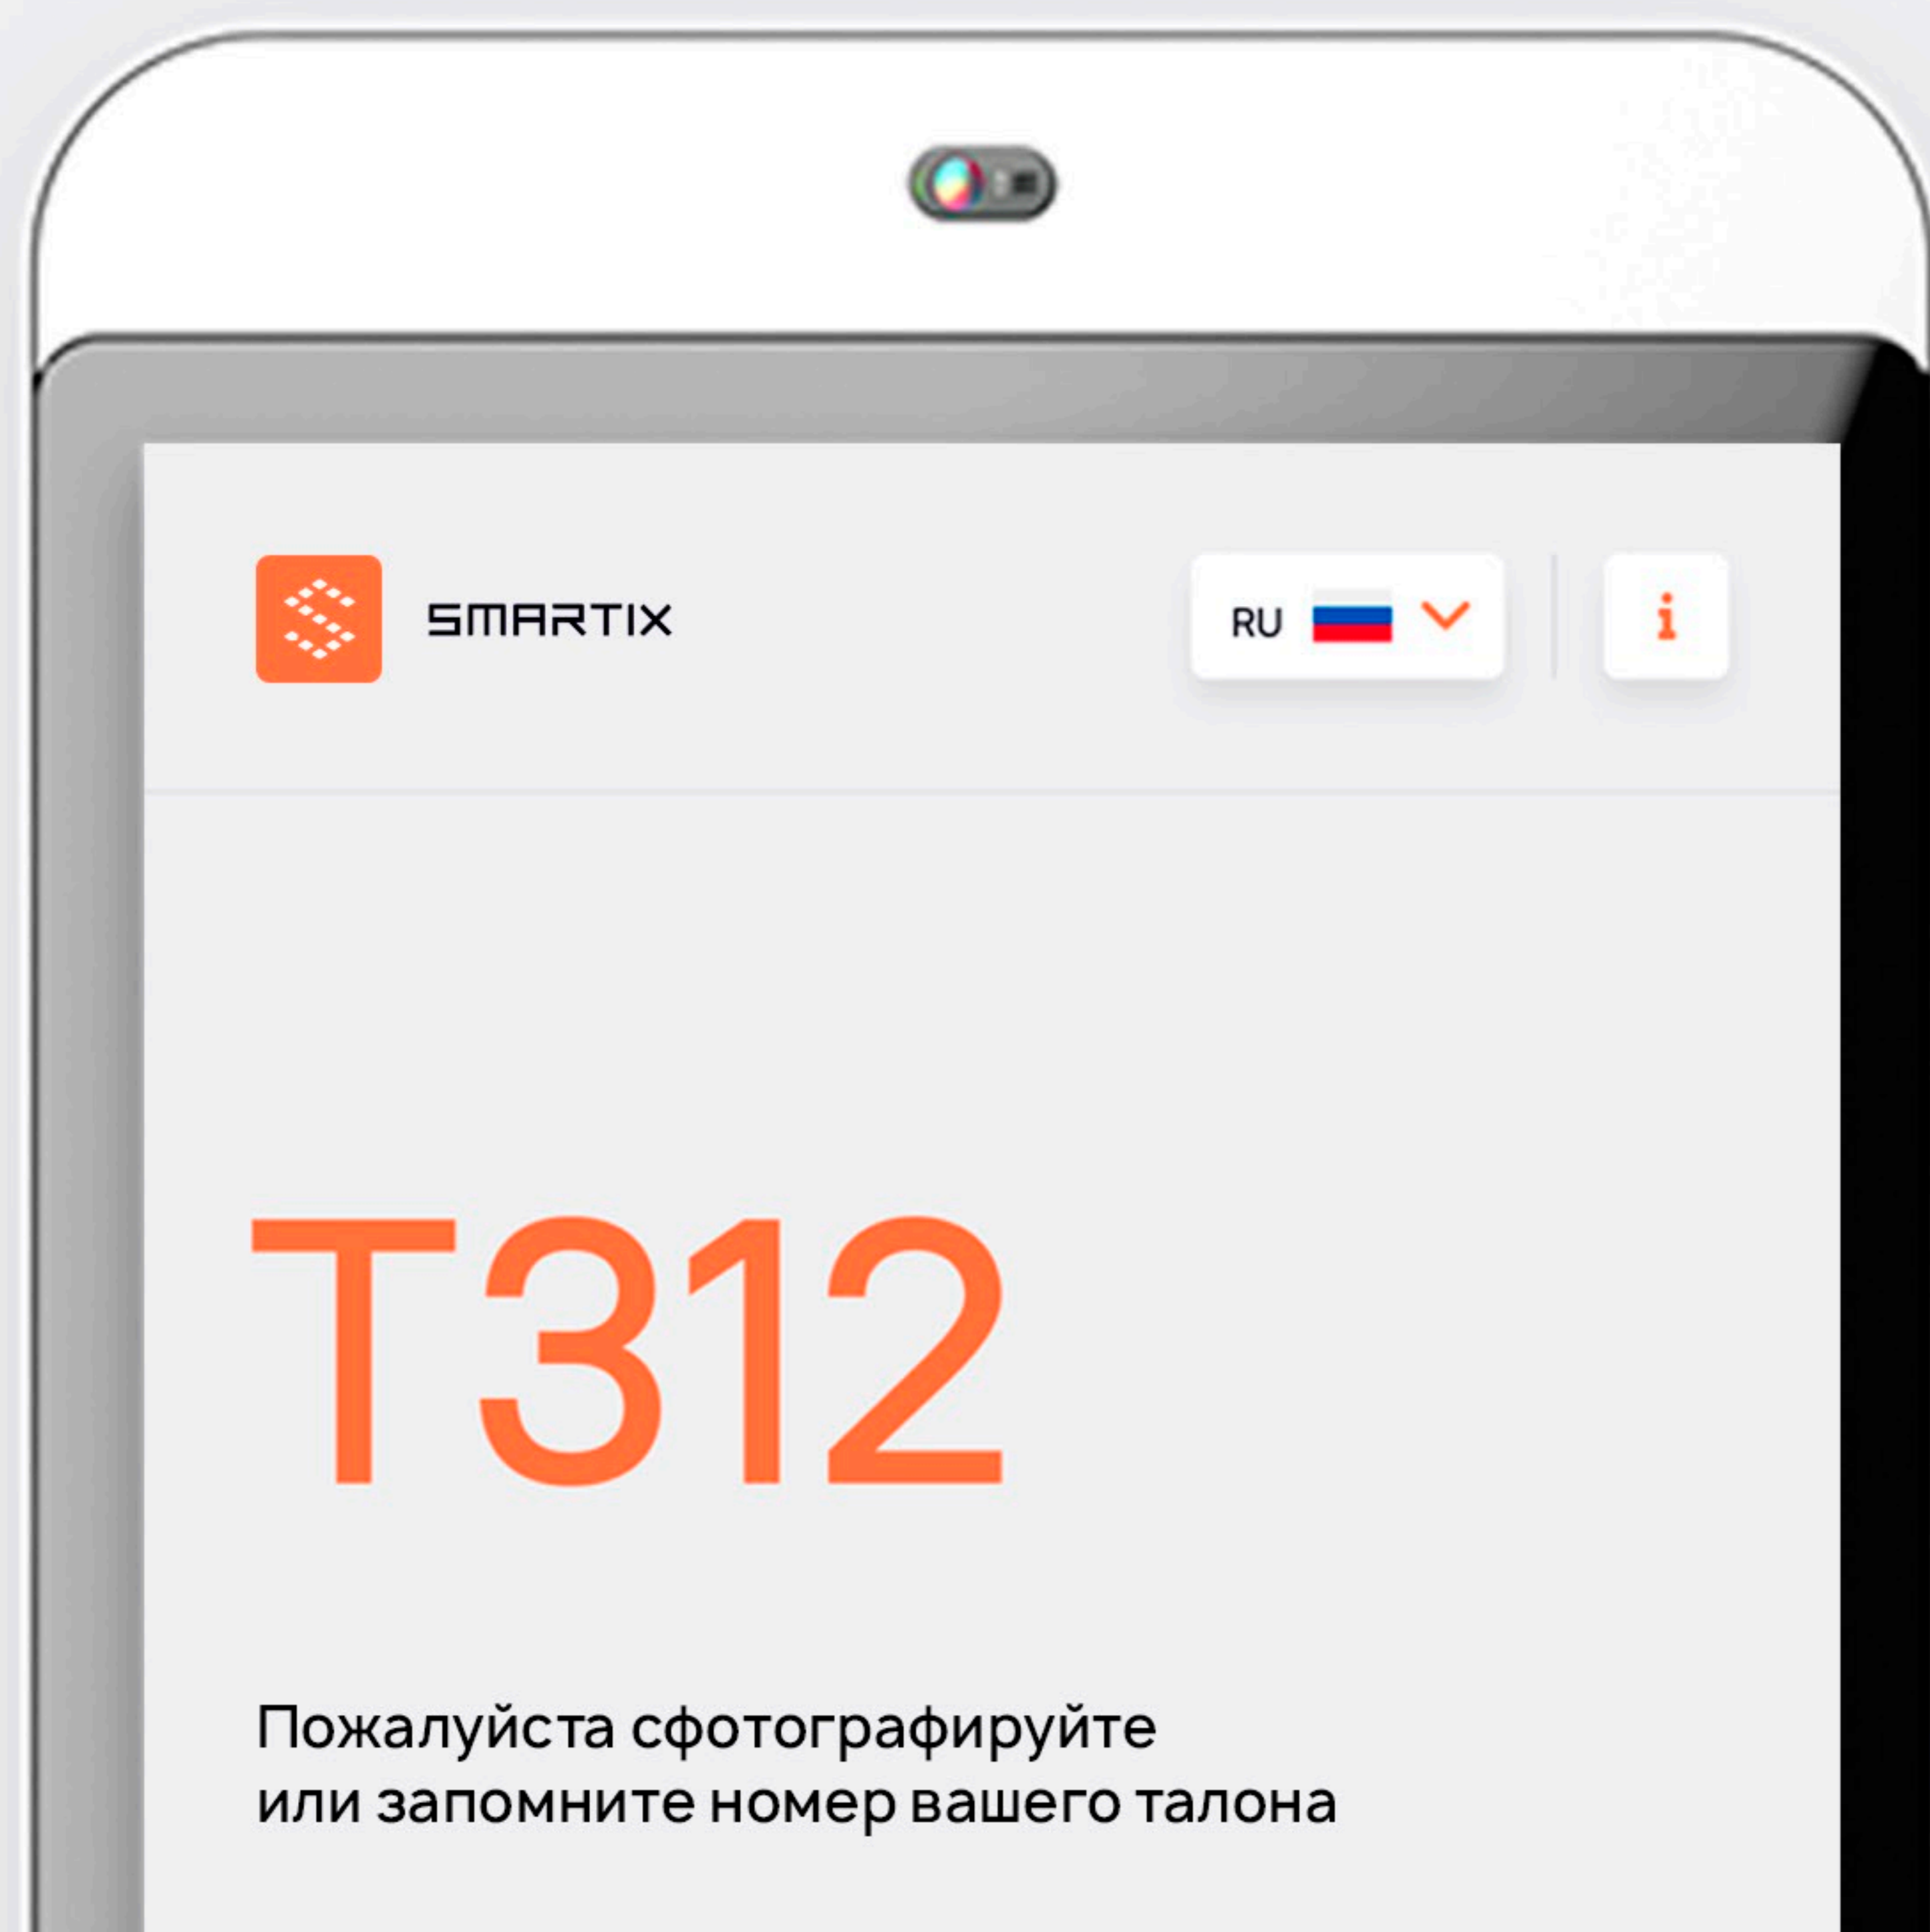 SMARTIX
RU
i
T312
Пожалуйста сфотографируйте
или запомните номер вашего талона